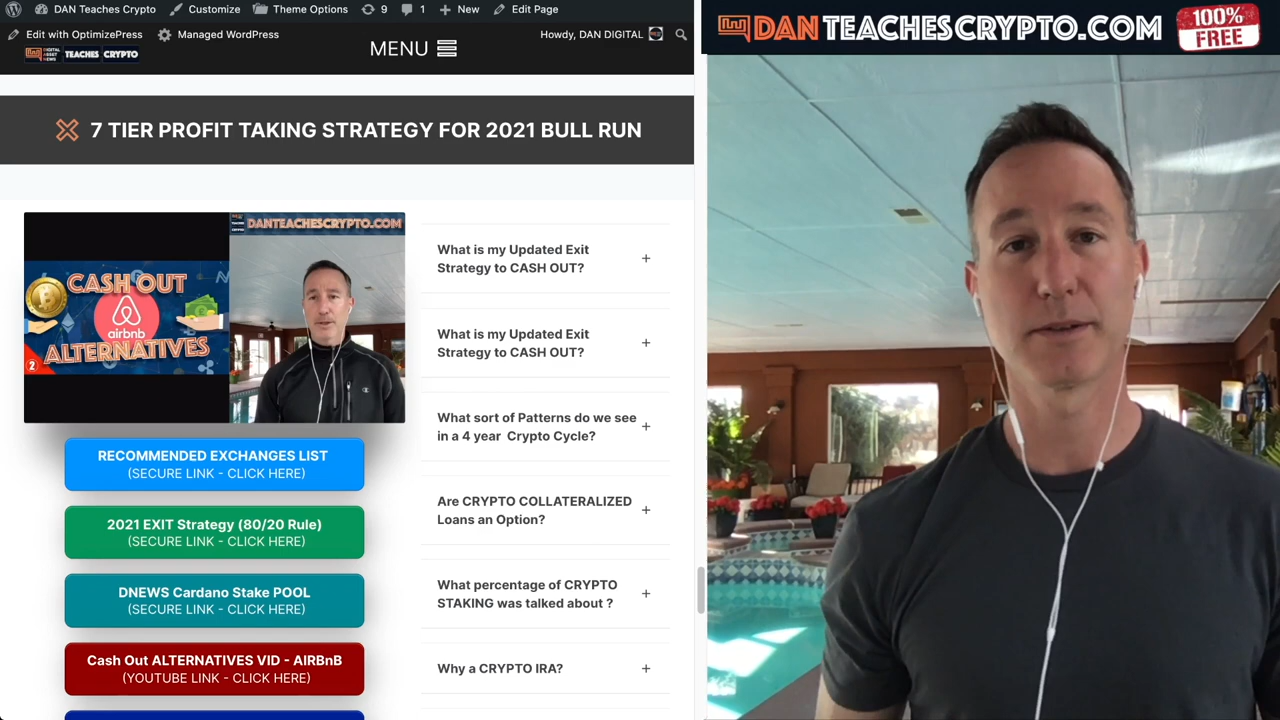 DAN Teaches Crypto
Customize
Theme Options
9
1
New
Edit Page
Edit with OptimizePress
Managed WordPress
Howdy, DAN DIGITAL
DIGITAL
ASSET
NEWS
TEACHES
CRYPTO
MENU
7 TIER PROFIT TAKING STRATEGY FOR 2021 BULL RUN
DANTEACHESCRYPTO.COM
CASH OUT
airbnb
ALTERNATIVES
2
RECOMMENDED EXCHANGES LIST
(SECURE LINK - CLICK HERE)
2021 EXIT Strategy (80/20 Rule)
(SECURE LINK - CLICK HERE)
DNEWS Cardano Stake POOL
(SECURE LINK - CLICK HERE)
Cash Out ALTERNATIVES VID - AIRBnB
(YOUTUBE LINK - CLICK HERE)
What is my Updated Exit
Strategy to CASH OUT?
What is my Updated Exit
Strategy to CASH OUT?
What sort of Patterns do we see
in a 4 year Crypto Cycle?
Are CRYPTO COLLATERALIZED
Loans an Option?
What percentage of CRYPTO
STAKING was talked about ?
Why a CRYPTO IRA?
DANTEACHESCRYPTO.COM
100%
FREE